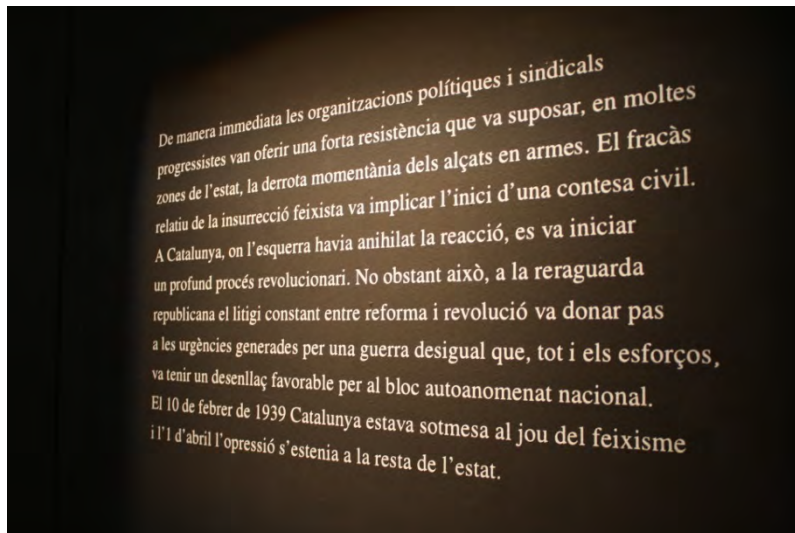 De manera immediata les organitzacions polítiques i sindicals
progressistes van oferir una forta resistència que va suposar, en moltes
zones de l'estat, la derrota momentània dels alçats en armes. El fracàs
relatiu de la insurrecció feixista va implicar l'inici d'una contesa civil.
A Catalunya, on l'esquerra havia anihilat la reacció, es va iniciar
un profund procés revolucionari. No obstant això, a la reraguarda
republicana el litigi constant entre reforma i revolució va donar pas
a les urgències generades per una guerra desigual que, tot i els esforços,
va tenir un desenllaç favorable per al bloc autoanomenat nacional.
El 10 de febrer de 1939 Catalunya estava sotmesa al jou del feixisme
i l'1 d'abril l'opressió s'estenia a la resta de l'estat.